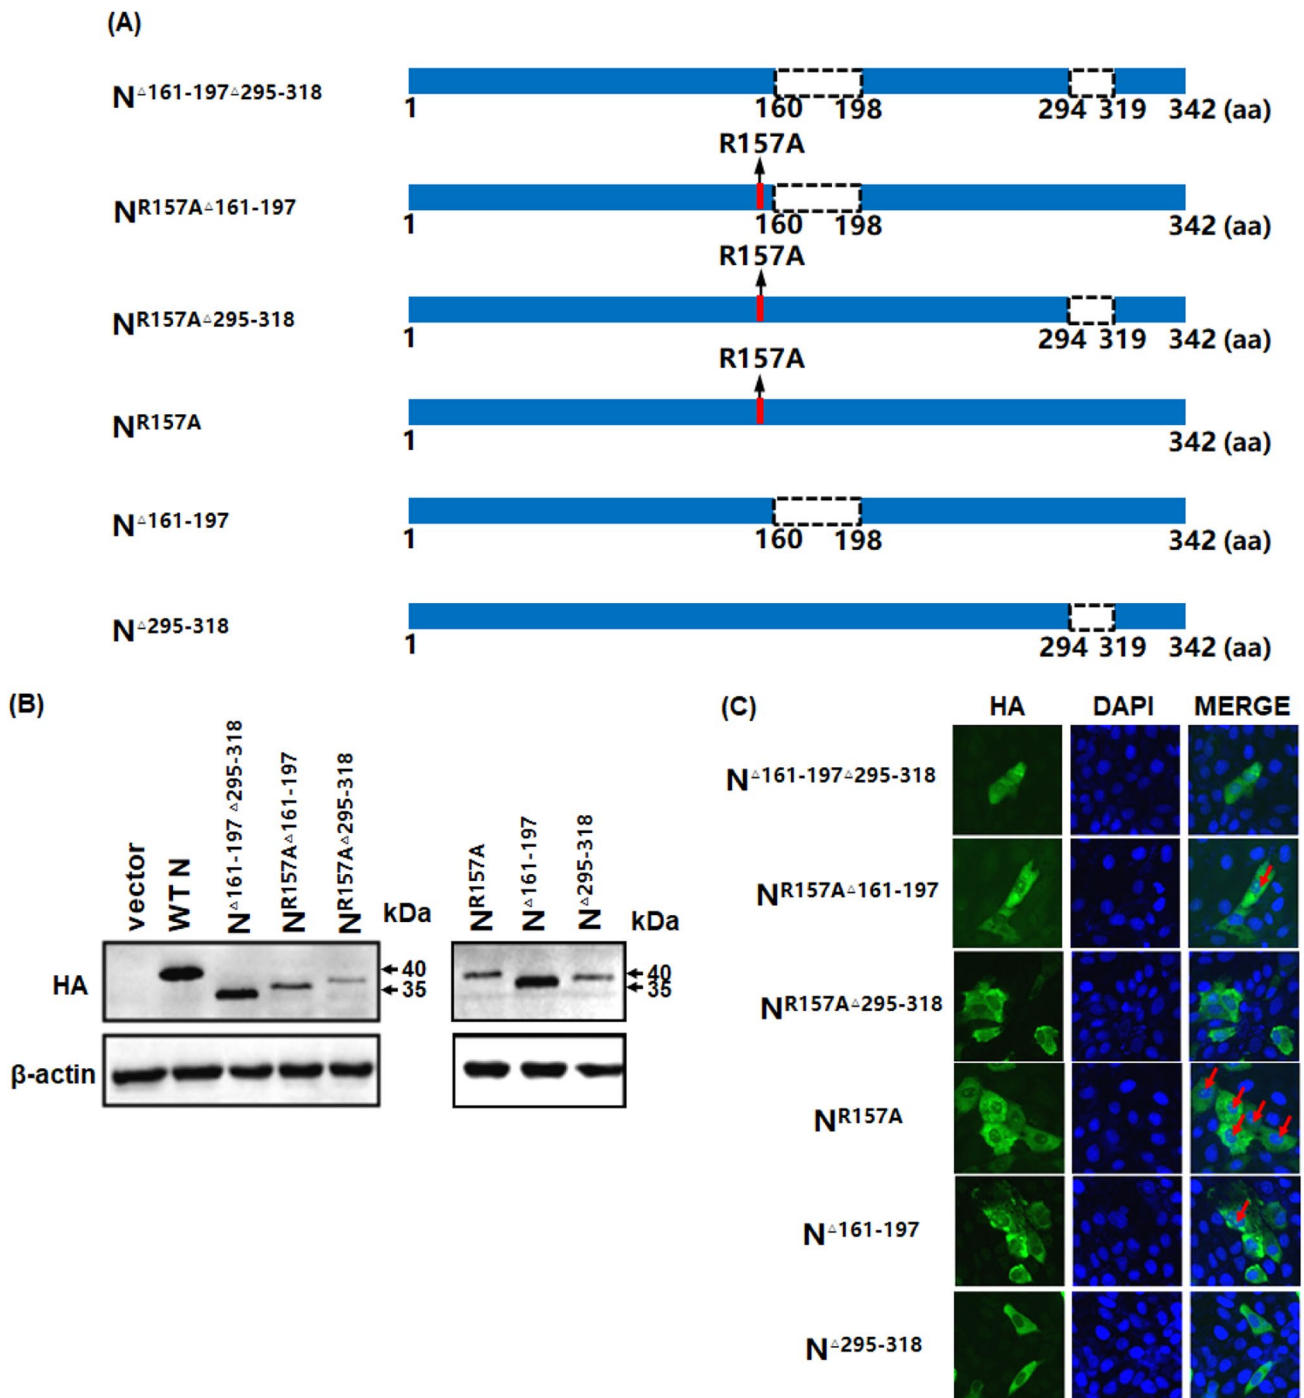 (A)
N△161-197△295-318
1 160 198 294 319 342 (aa)
R157A
NR157A△161-197
1 160 198 342 (aa)
R157A
NR157A△295-318
1 294 319 342 (aa)
R157A
NR157A
1 342 (aa)
N△161-197
1 160 198 342 (aa)
N△295-318
1 294 319 342 (aa)
(B)
vector
WT N
N△161-197 △295-318
NR157A△161-197
NR157A△295-318
kDa
NR157A
N△161-197
N△295-318
kDa
HA
40
35
40
35
β-actin
(C)
HA DAPI MERGE
N△161-197△295-318
NR157A△161-197
NR157A△295-318
NR157A
N△161-197
N△295-318